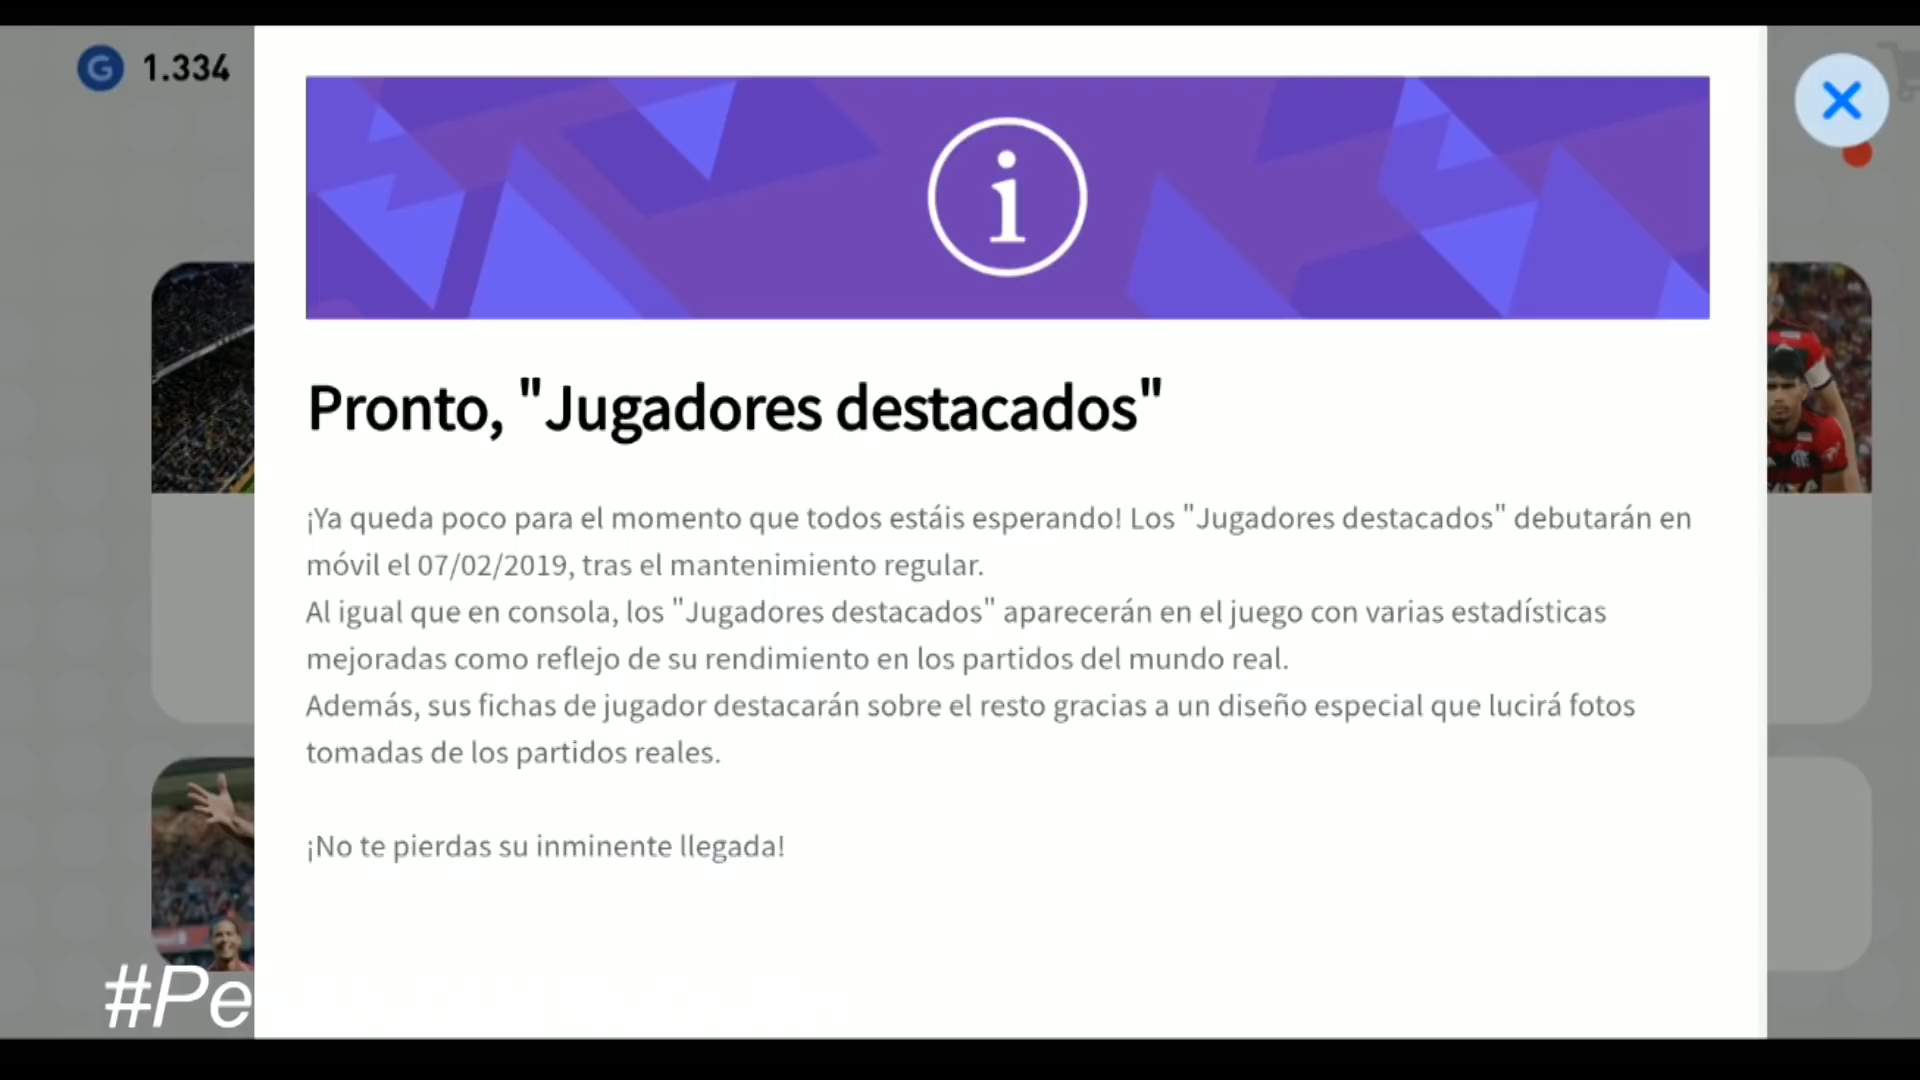 G 1.334
Pronto, "Jugadores destacados"
¡Ya queda poco para el momento que todos estáis esperando! Los "Jugadores destacados" debutarán en
móvil el 07/02/2019, tras el mantenimiento regular.
Al igual que en consola, los "Jugadores destacados" aparecerán en el juego con varias estadísticas
mejoradas como reflejo de su rendimiento en los partidos del mundo real.
Además, sus fichas de jugador destacarán sobre el resto gracias a un diseño especial que lucirá fotos
tomadas de los partidos reales.
¡No te pierdas su inminente llegada!
#Pe